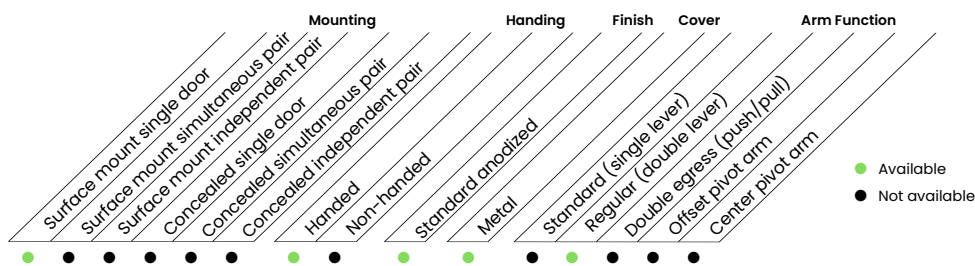 Mounting
Handing
Finish
Cover
Arm Function
Surface mount single door
Surface mount simultaneous pair
Surface mount independent pair
Concealed single door
Concealed simultaneous pair
Concealed independent pair
Handed
Non-handed
Standard anodized
Metal
Standard (single lever)
Regular (double lever)
Double egress (push/pull)
Offset pivot arm
Center pivot arm
Available
Not available